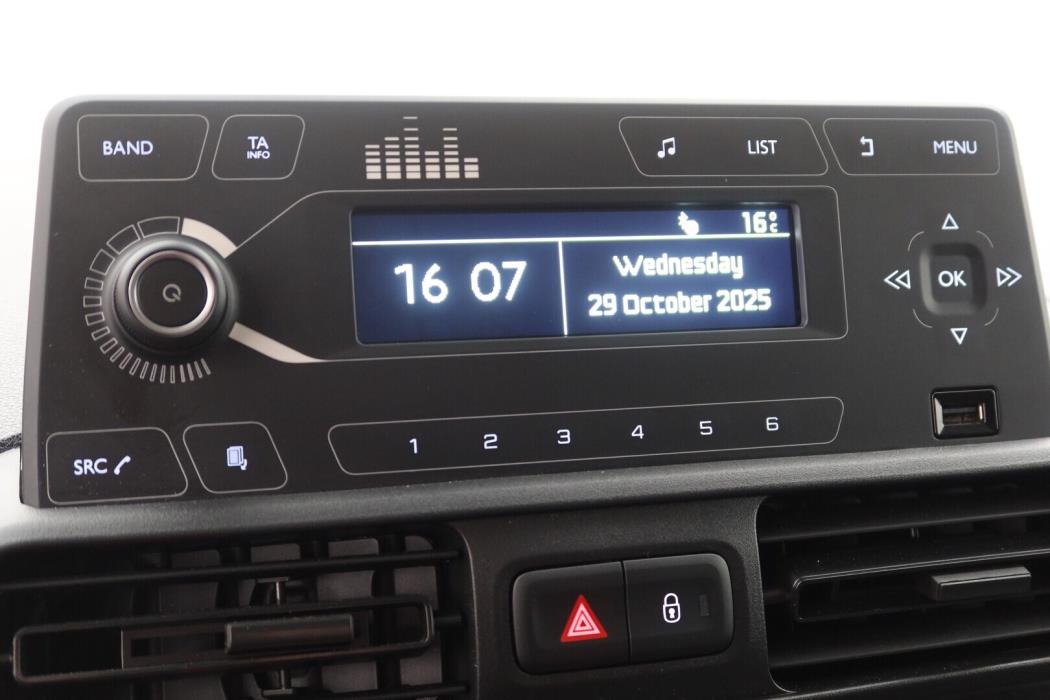 BAND
TA
INFO
LIST
MENU
16°C
16 07
Wednesday
29 October 2025
OK
SRC
1 2 3 4 5 6